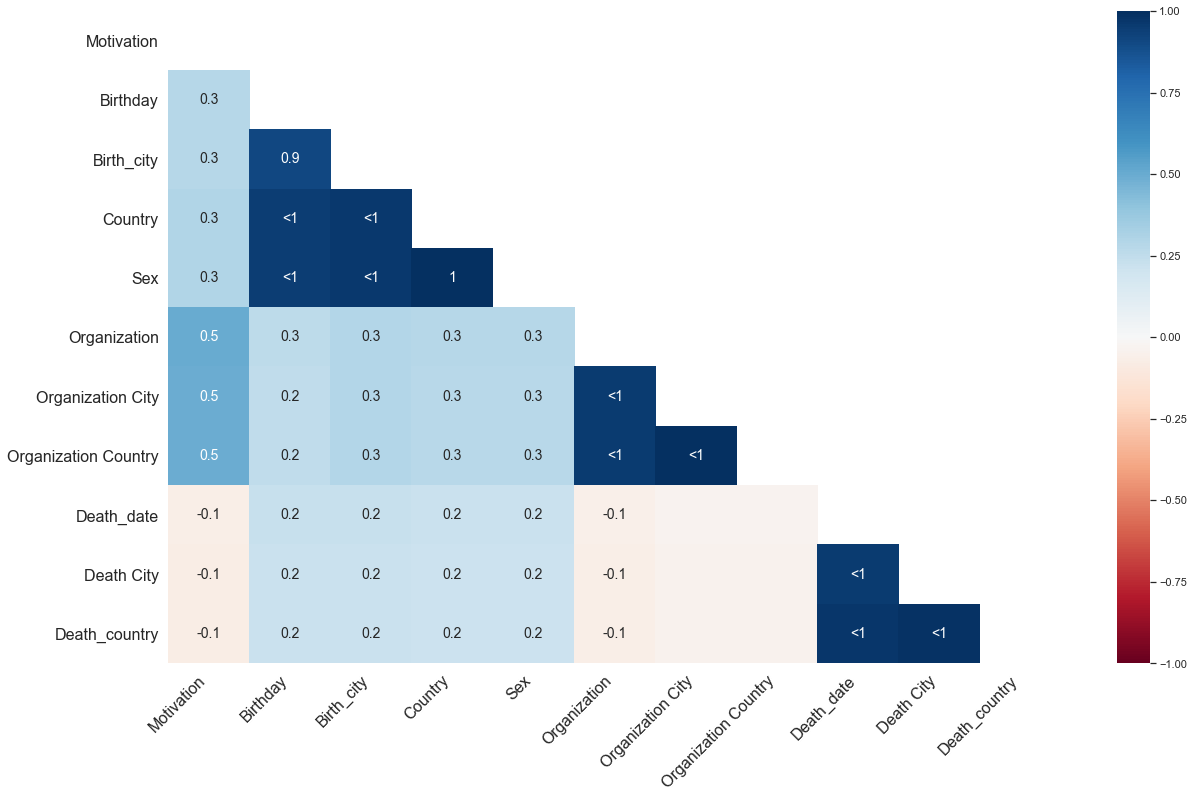 1.00
Motivation
0.75
Birthday 0.3
Birth_city 0.3 0.9
0.50
Country 0.3 <1 <1
0.25
Sex 0.3 <1 <1 1
Organization 0.5 0.3 0.3 0.3 0.3
0.00
Organization City 0.5 0.2 0.3 0.3 0.3 <1
−0.25
Organization Country 0.5 0.2 0.3 0.3 0.3 <1 <1
−0.50
Death_date -0.1 0.2 0.2 0.2 0.2 -0.1
Death City -0.1 0.2 0.2 0.2 0.2 -0.1 <1
−0.75
Death_country -0.1 0.2 0.2 0.2 0.2 -0.1 <1 <1
−1.00
Motivation Birthday Birth_city Country Sex Organization Organization City Organization Country Death_date Death City Death_country